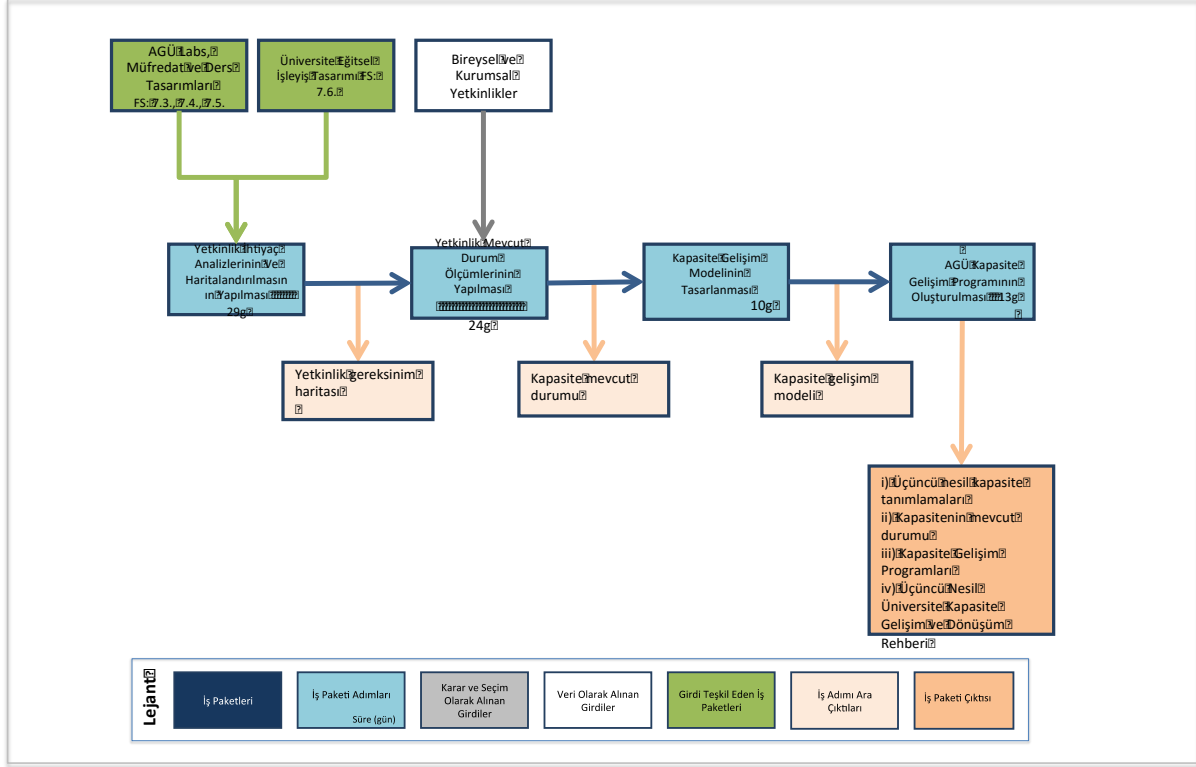 AGÜ Labs,
Müfredat ve Ders
Tasarımları
FS: 7.3., 7.4., 7.5.
Üniversite Eğitsel
İşleyiş Tasarımı FS:
7.6.
Bireysel ve
Kurumsal
Yetkinlikler
Yetkinlik İhtiyaç
Analizlerinin Ve
Haritalandırılmasın
ın Yapılması
29g
Yetkinlik Mevcut
Durum
Ölçümlerinin
Yapılması
24g
Kapasite Gelişim
Modelinin
Tasarlanması
10g
AGÜ Kapasite
Gelişim Programının
Oluşturulması 13g
Yetkinlik gereksinim
haritası
Kapasite mevcut
durumu
Kapasite gelişim
modeli
i) Üçüncü nesil kapasite
tanımlamaları
ii) Kapasitenin mevcut
durumu
iii) Kapasite Gelişim
Programları
iv) Üçüncü Nesil
Üniversite Kapasite
Gelişim ve Dönüşüm
Rehberi
Lejant
İş Paketleri
İş Paketi Adımları
Süre (gün)
Karar ve Seçim
Olarak Alınan
Girdiler
Veri Olarak Alınan
Girdiler
Girdi Teşkil Eden İş
Paketleri
İş Adımı Ara
Çıktıları
İş Paketi Çıktısı